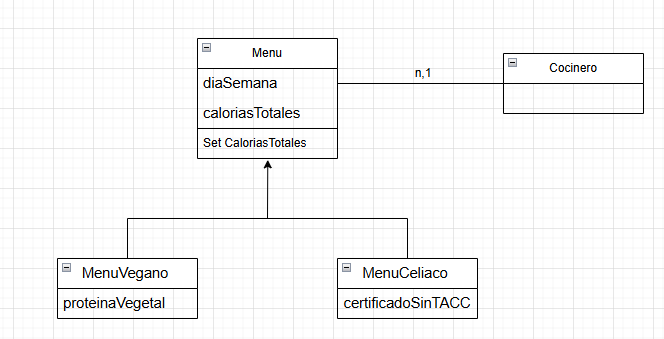 Menu
diaSemana
caloriasTotales
Set CaloriasTotales
n,1
Cocinero
MenuVegano
proteinaVegetal
MenuCeliaco
certificadoSinTACC